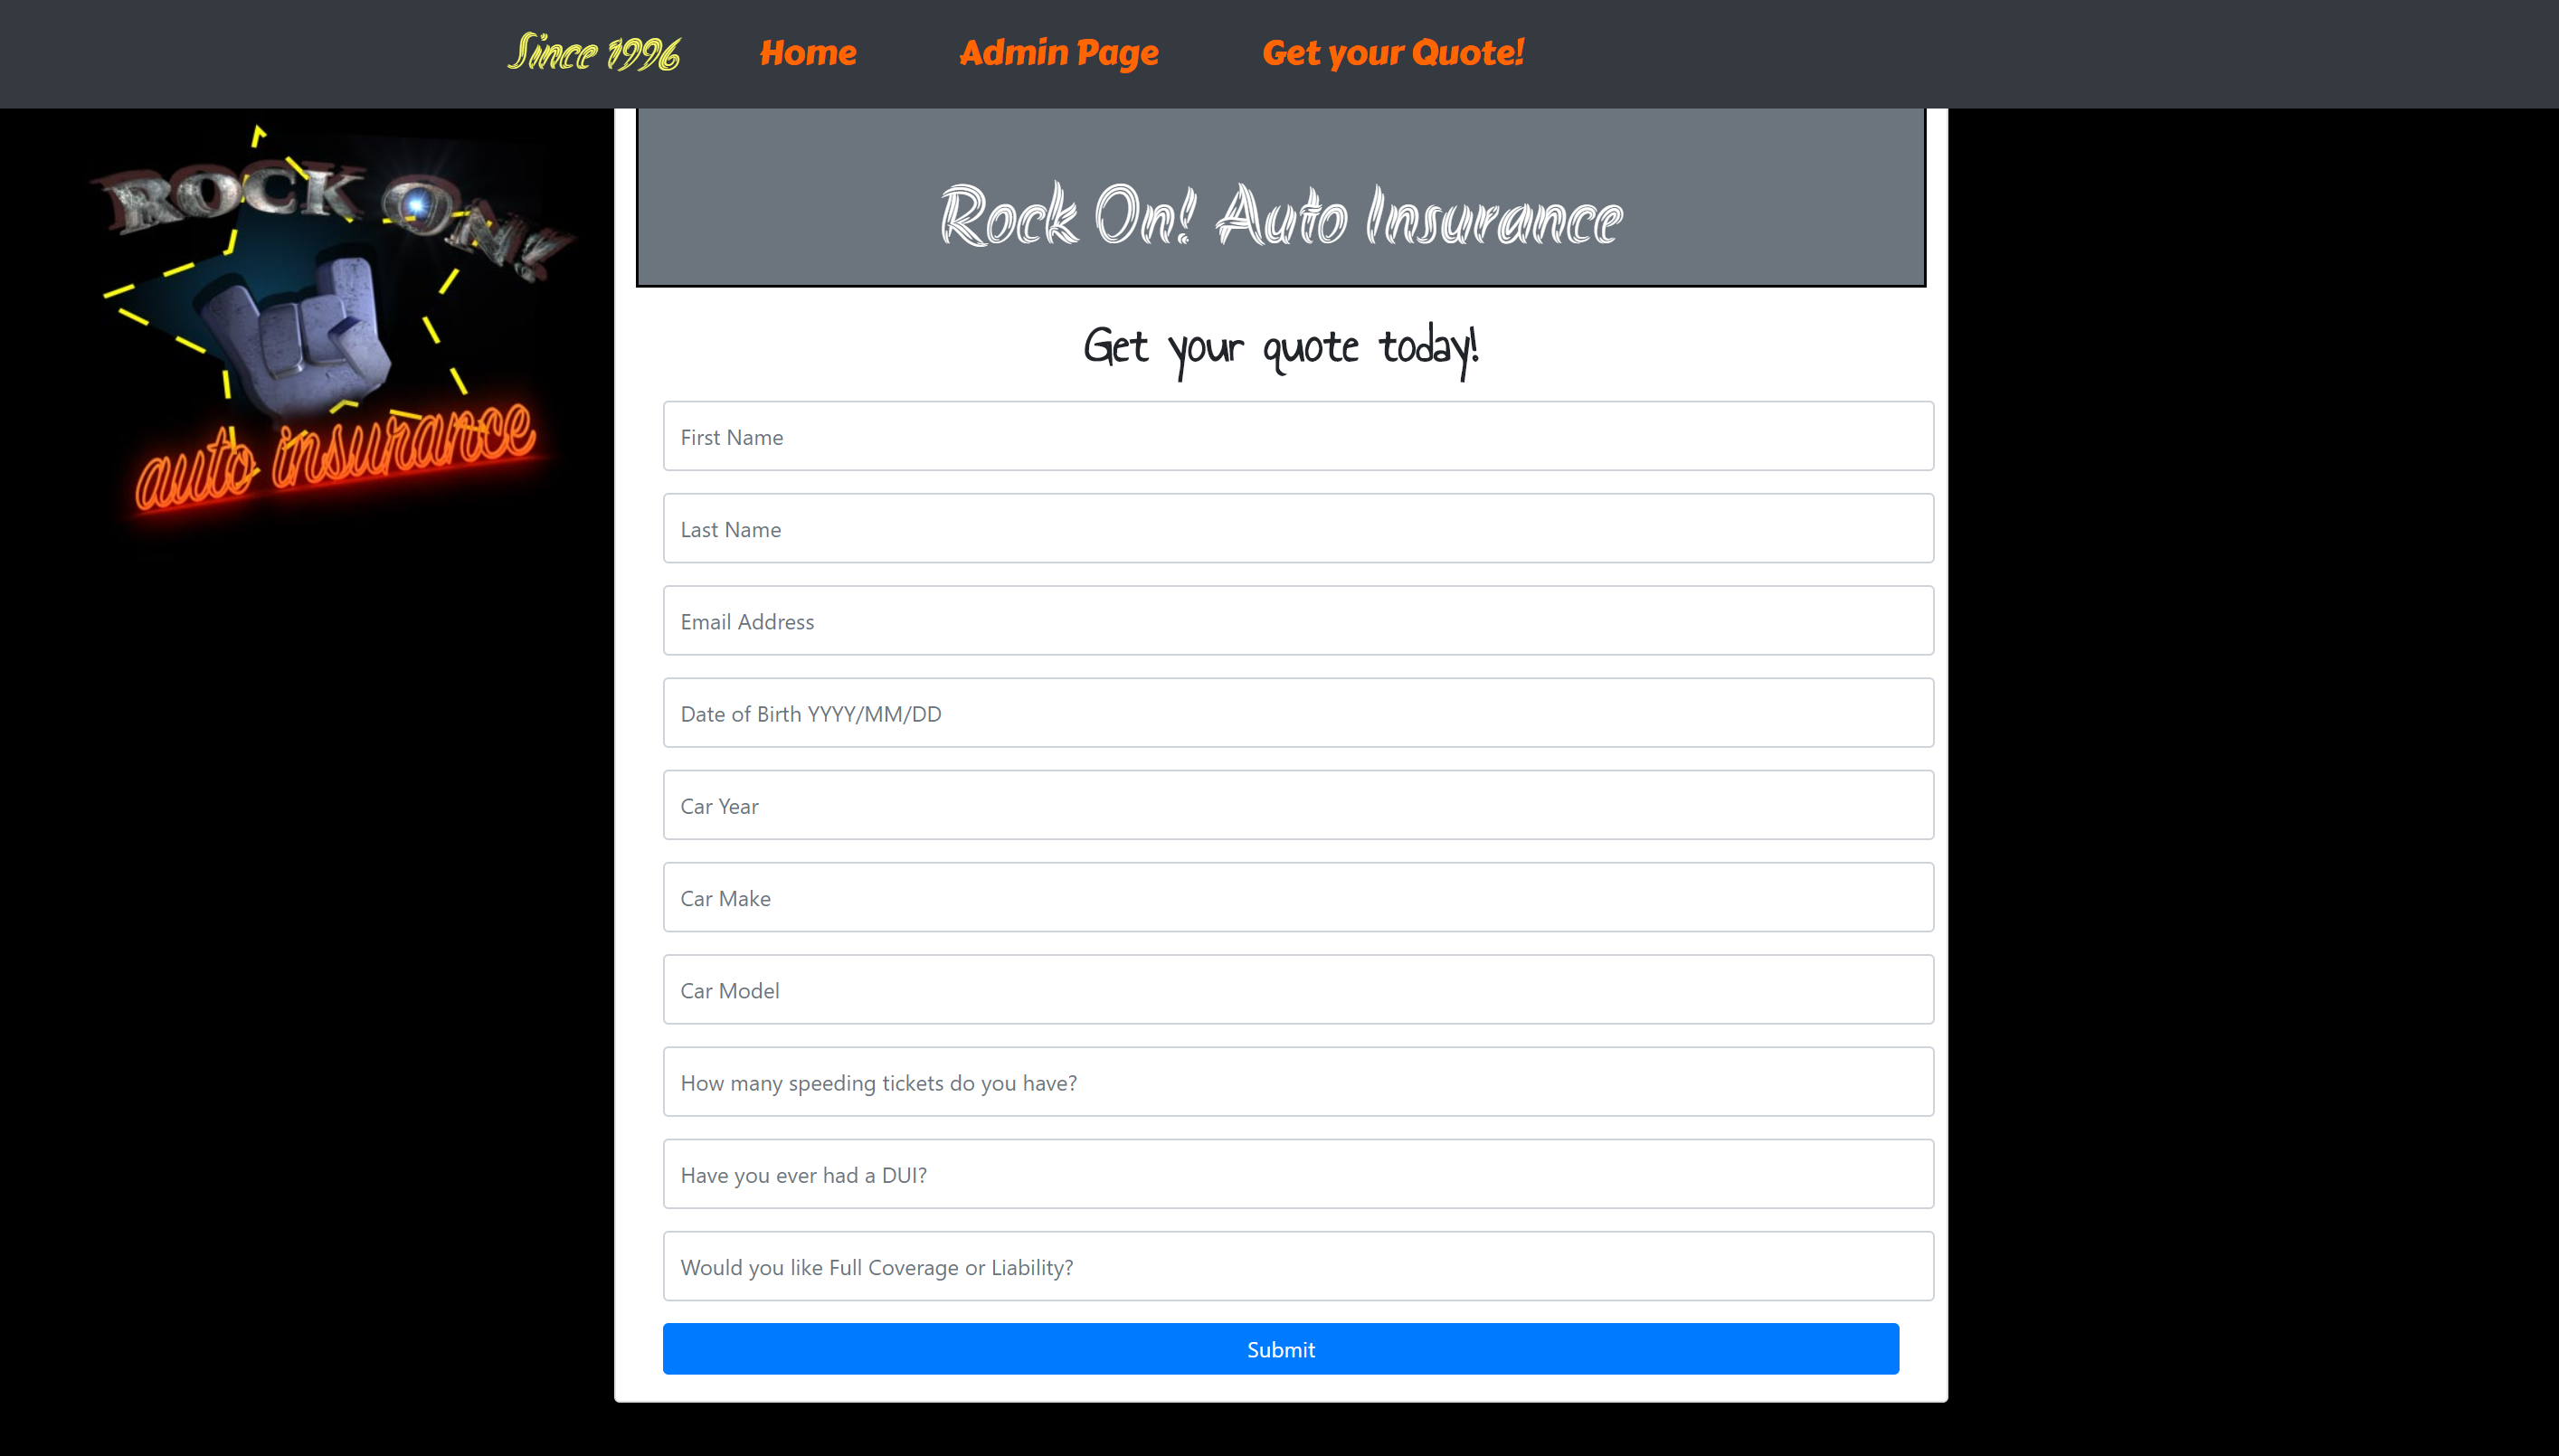 Since 1996 Home Admin Page Get your Quote!
ROCK ON!
auto insurance
Rock On! Auto Insurance
Get your quote today!
First Name
Last Name
Email Address
Date of Birth YYYY/MM/DD
Car Year
Car Make
Car Model
How many speeding tickets do you have?
Have you ever had a DUI?
Would you like Full Coverage or Liability?
Submit